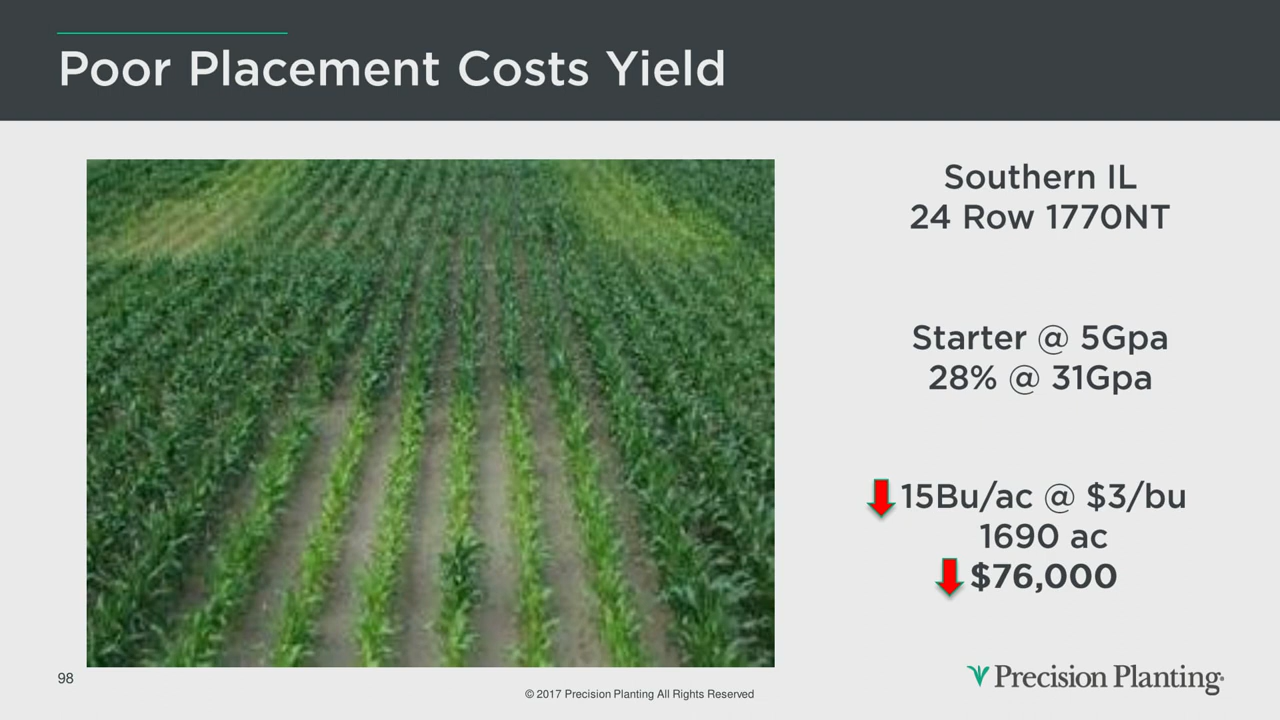 Poor Placement Costs Yield
Southern IL
24 Row 1770NT
Starter @ 5Gpa
28% @ 31Gpa
15Bu/ac @ $3/bu
1690 ac
$76,000
98
© 2017 Precision Planting All Rights Reserved
Precision Planting®